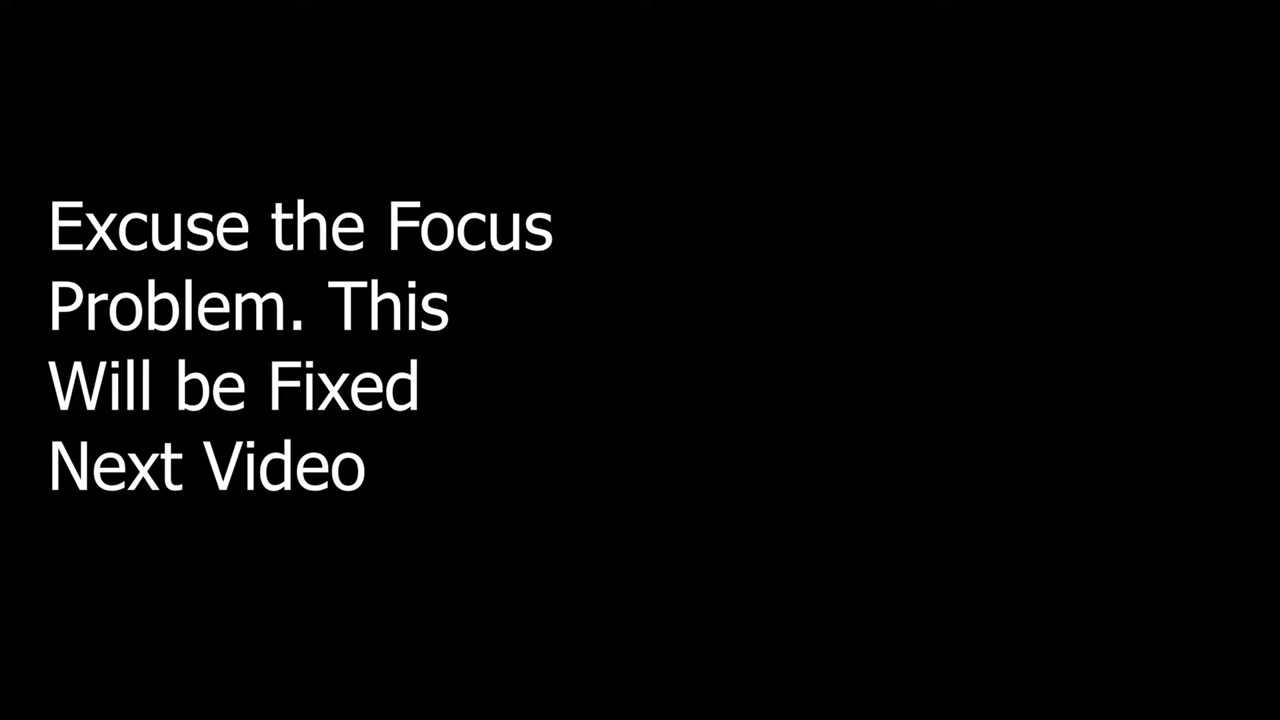 Excuse the Focus
Problem. This
Will be Fixed
Next Video